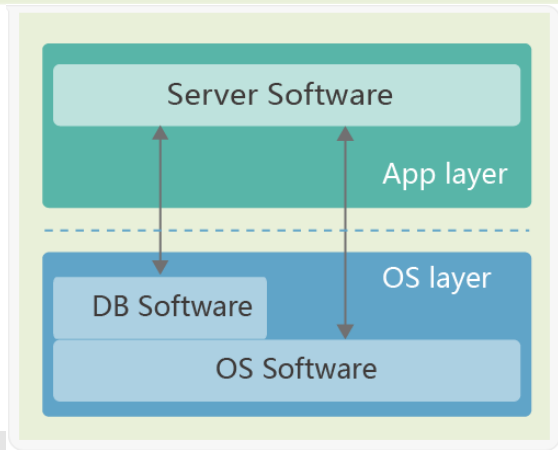 Server Software
App layer
OS layer
DB Software
OS Software